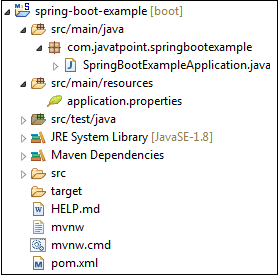 spring-boot-example [boot]
src/main/java
com.javatpoint.springbootexample
SpringBootExampleApplication.java
src/main/resources
application.properties
src/test/java
JRE System Library [JavaSE-1.8]
Maven Dependencies
src
target
HELP.md
mvnw
mvnw.cmd
pom.xml